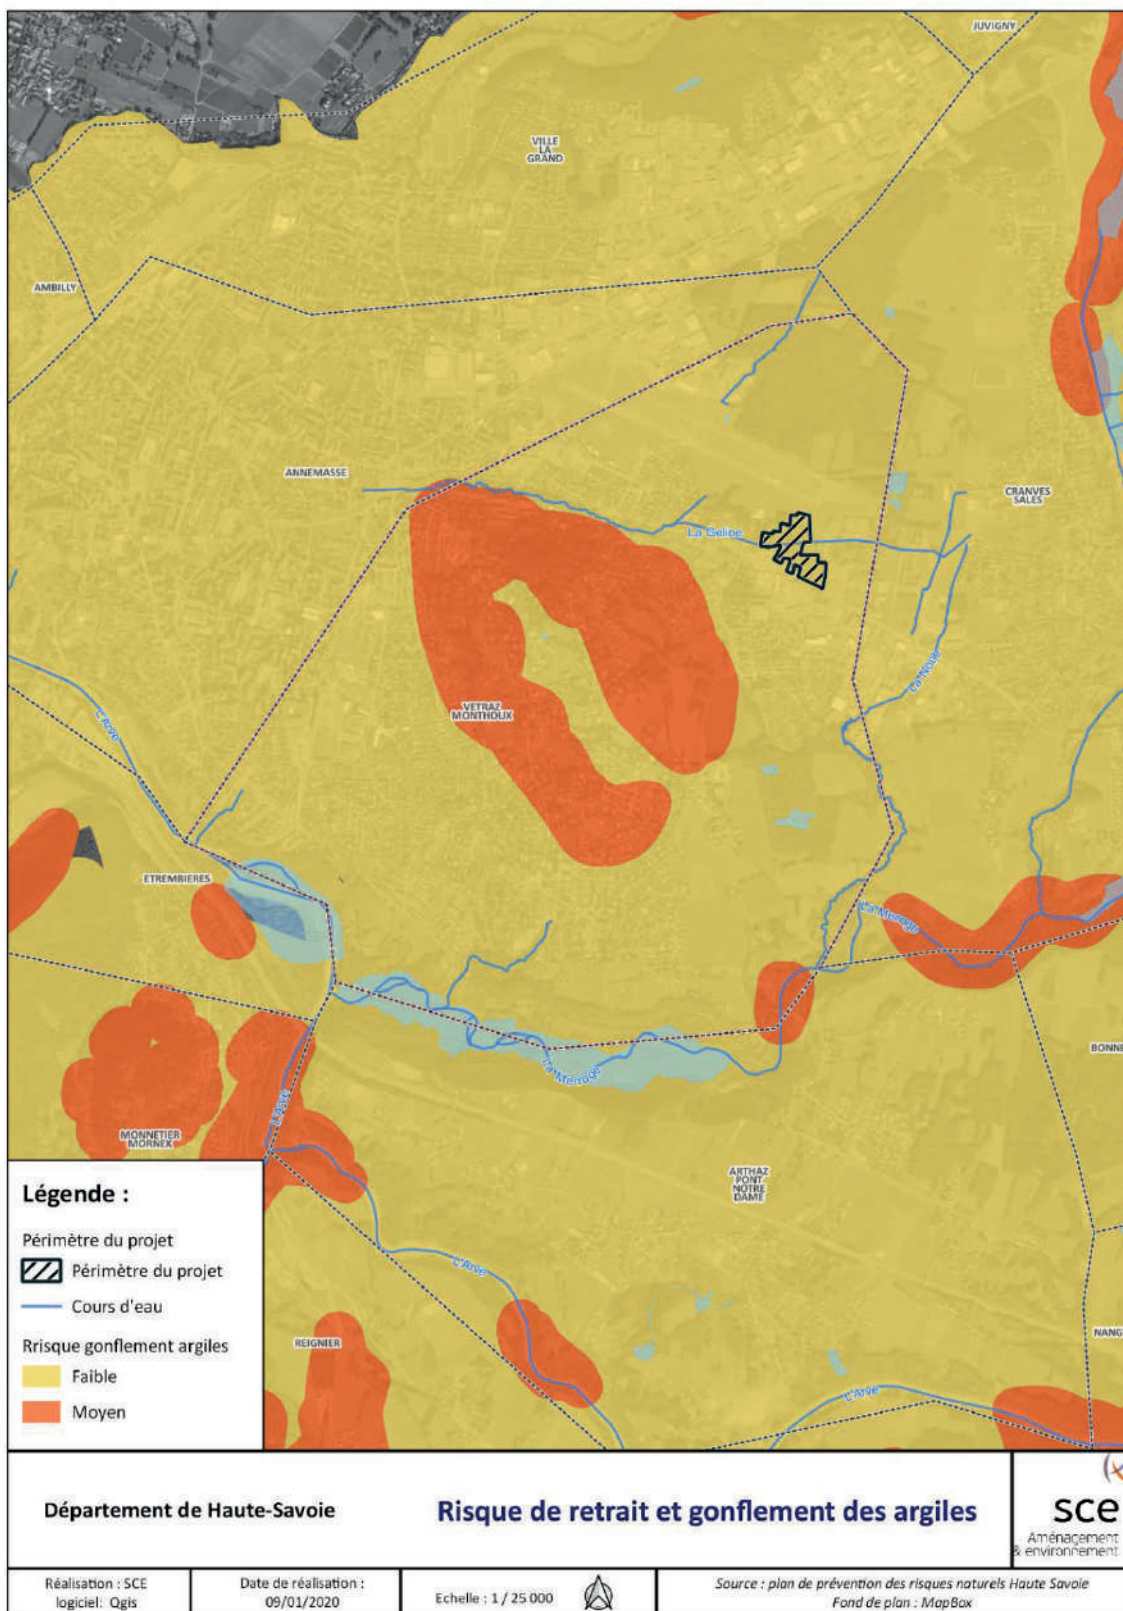 JUVIGNY
VILLE
LA
GRAND
AMBILLY
ANNEMASSE
CRANVES
SALES
La Geline
La Noue
VETRAZ
MONTHOUX
L'Arve
ETREMBIERES
La Menoge
La Menoge
BONNE
L'Arve
MONNETIER
MORNEX
ARTHAZ
PONT
NOTRE
DAME
L'Arve
REIGNIER
NANG
L'Arve
Légende :
Périmètre du projet
Périmètre du projet
Cours d'eau
Rrisque gonflement argiles
Faible
Moyen
Département de Haute-Savoie
Risque de retrait et gonflement des argiles
sce
Aménagement
& environnement
Réalisation : SCE
logiciel: Qgis
Date de réalisation :
09/01/2020
Echelle : 1 / 25 000
Source : plan de prévention des risques naturels Haute Savoie
Fond de plan : MapBox